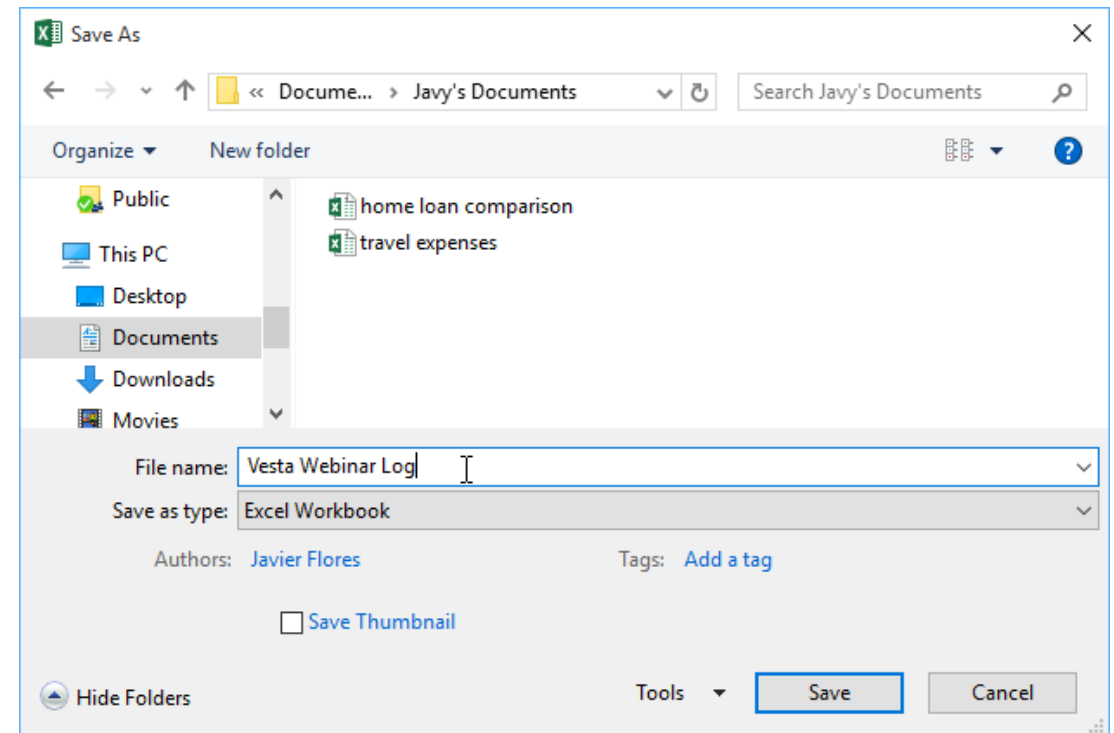 Save As
« Docume... › Javy's Documents
Search Javy's Documents
Organize
New folder
Public
This PC
Desktop
Documents
Downloads
Movies
home loan comparison
travel expenses
File name: Vesta Webinar Log
Save as type: Excel Workbook
Authors: Javier Flores
Tags: Add a tag
Save Thumbnail
Hide Folders
Tools
Save
Cancel